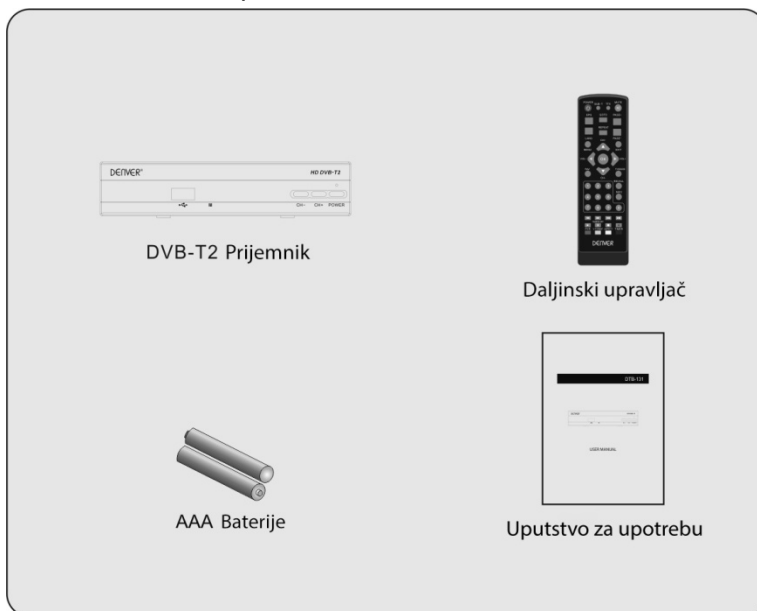 DENVER®
HD DVB-T2
CH-
CH+
POWER
DVB-T2 Prijemnik
DENVER
Daljinski upravljač
AAA Baterije
DTB-131
USER MANUAL
Uputstvo za upotrebu